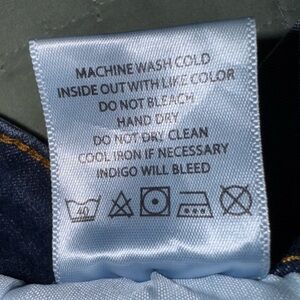 MACHINE WASH COLD
INSIDE OUT WITH LIKE COLOR
DO NOT BLEACH
HAND DRY
DO NOT DRY CLEAN
COOL IRON IF NECESSARY
INDIGO WILL BLEED
40